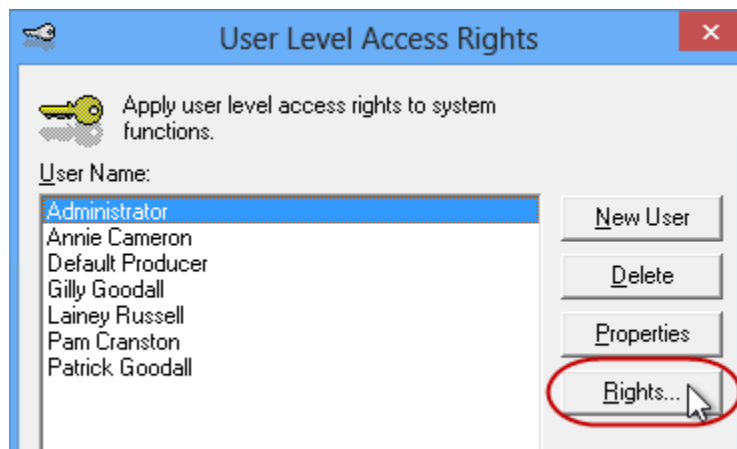 User Level Access Rights
Apply user level access rights to system
functions.
User Name:
Administrator
Annie Cameron
Default Producer
Gilly Goodall
Lainey Russell
Pam Cranston
Patrick Goodall
New User
Delete
Properties
Rights...